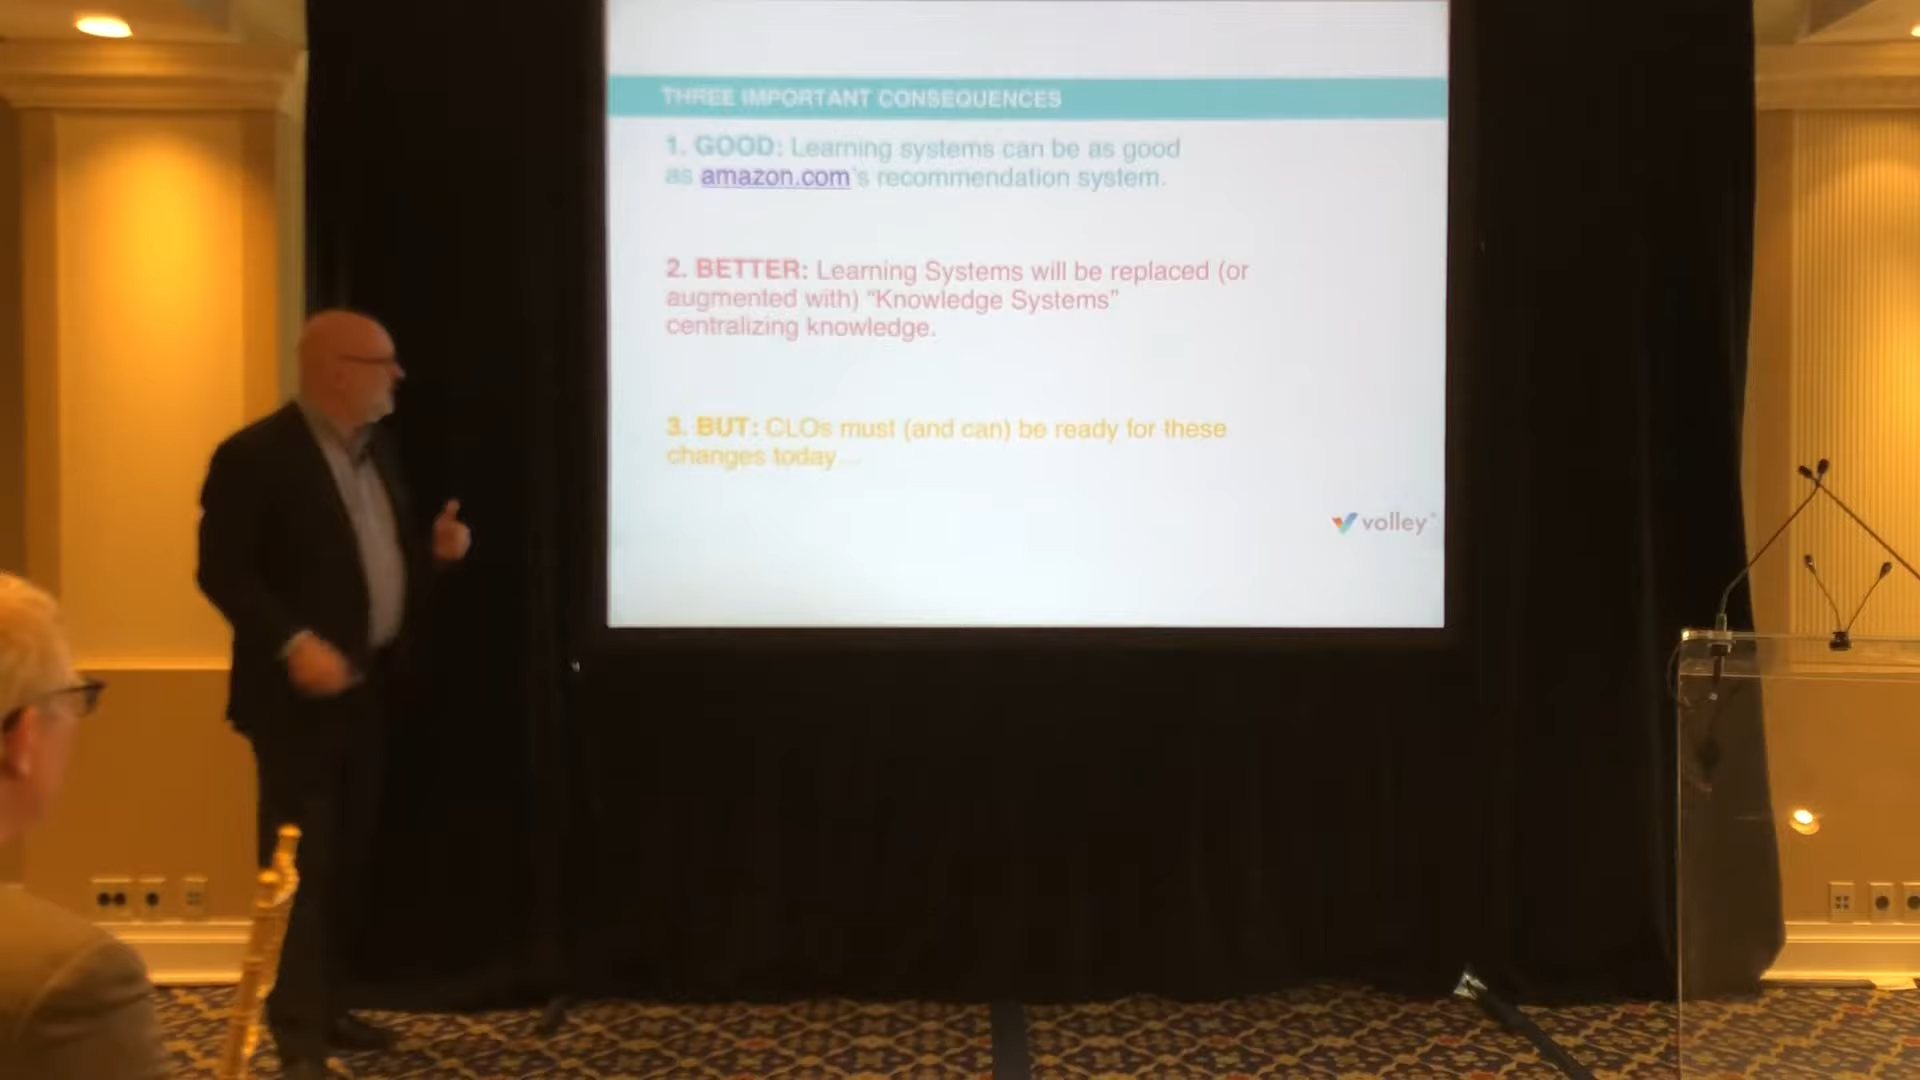 THREE IMPORTANT CONSEQUENCES
1. GOOD: Learning systems can be as good
as amazon.com's recommendation system.
2. BETTER: Learning Systems will be replaced (or
augmented with) “Knowledge Systems”
centralizing knowledge.
3. BUT: CLOs must (and can) be ready for these
changes today...
volley